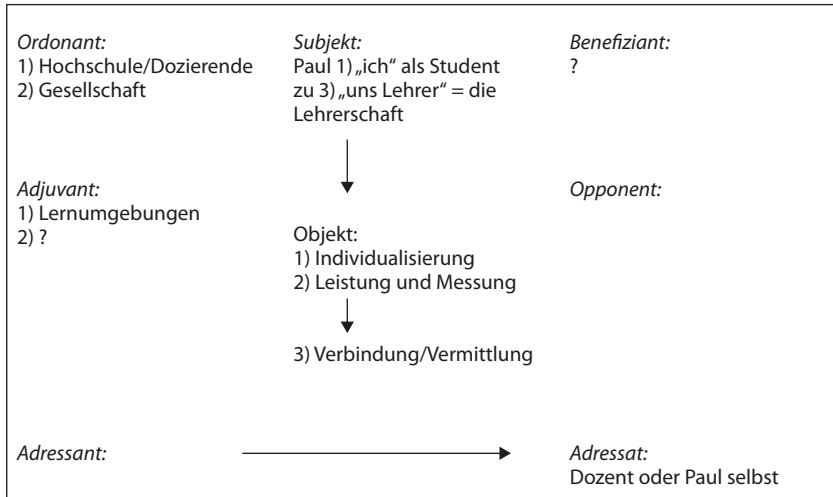 Ordonant:
1) Hochschule/Dozierende
2) Gesellschaft
Subjekt:
Paul 1) „ich“ als Student
zu 3) „uns Lehrer“ = die
Lehrerschaft
Benefiziant:
?
Adjuvant:
1) Lernumgebungen
2) ?
Opponent:
Objekt:
1) Individualisierung
2) Leistung und Messung
3) Verbindung/Vermittlung
Adressant:
Adressat:
Dozent oder Paul selbst